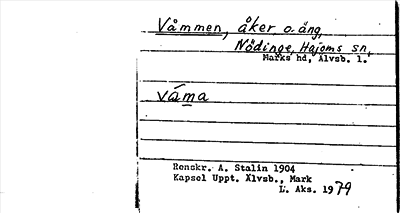 Våmmen, åker o. äng,
Nödinge, Hajoms sn,
Marks hd, Älvsb. l.
våma
Renskr. A. Stalin 1904
Kapsel Uppt. Älvsb., Mark
L. Aks. 1979